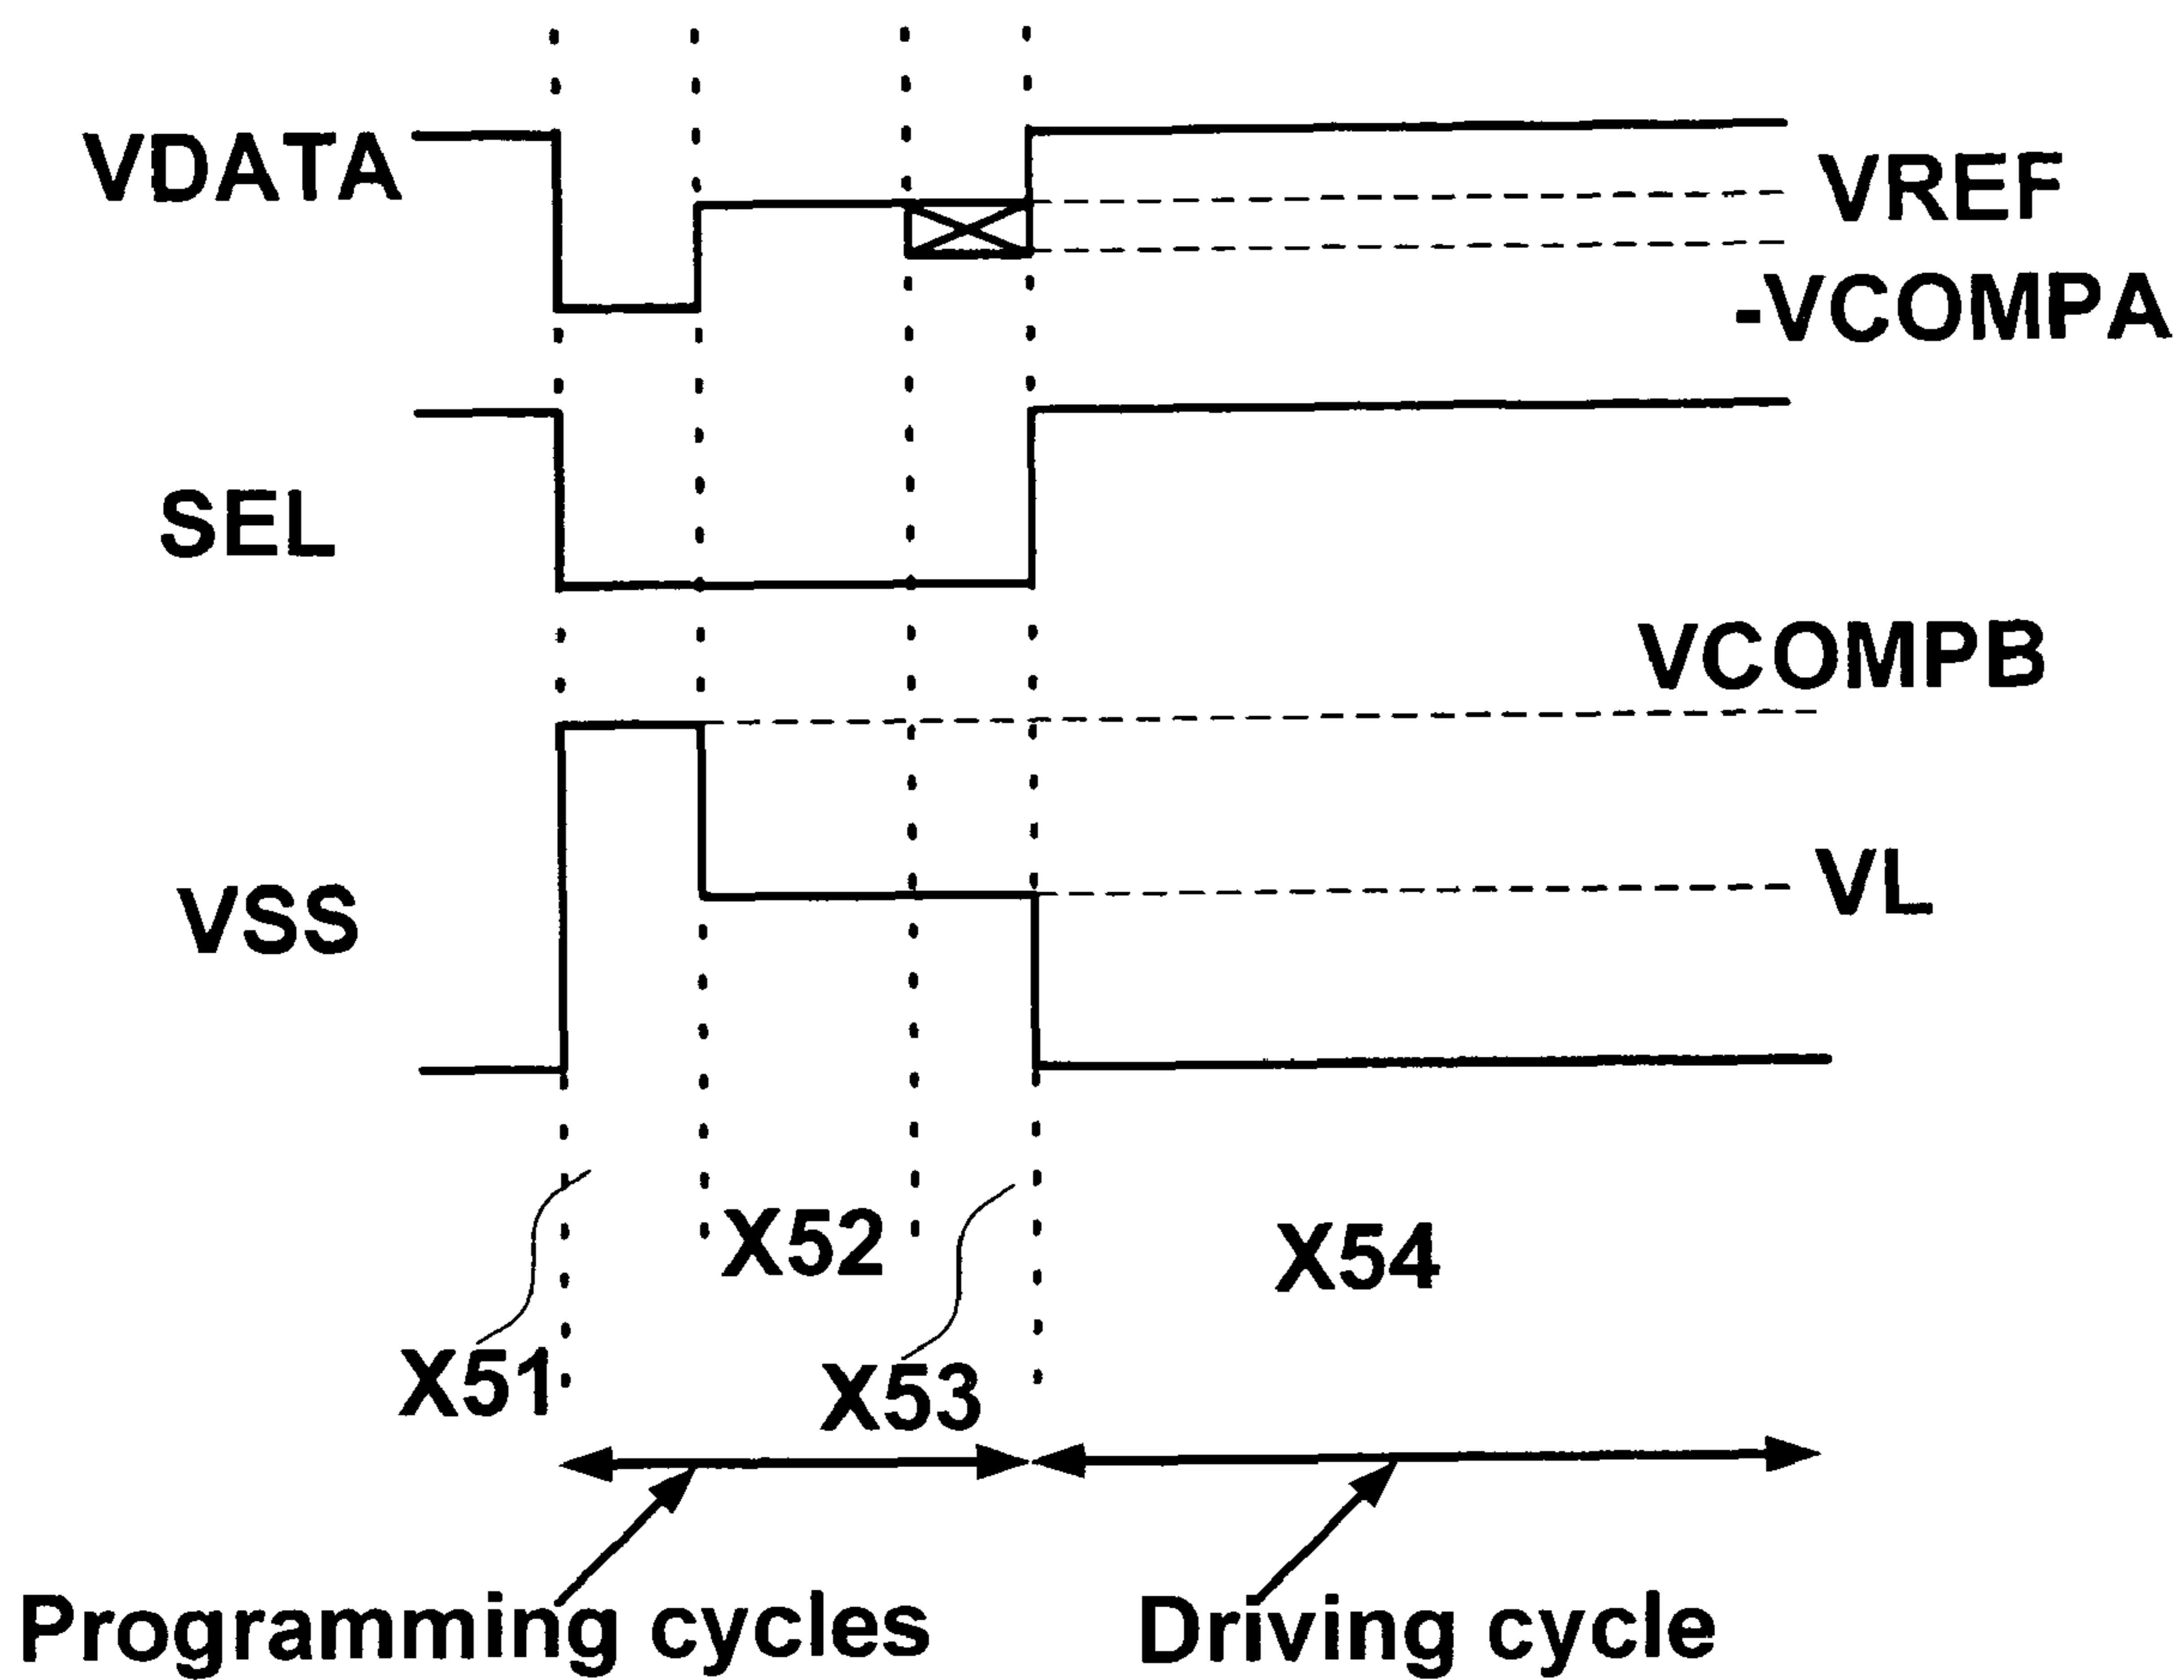 VDATA
VREF
-VCOMPA
SEL
VCOMPB
VL
VSS
X52
X54
X51
X53
Programming cycles
Driving cycle